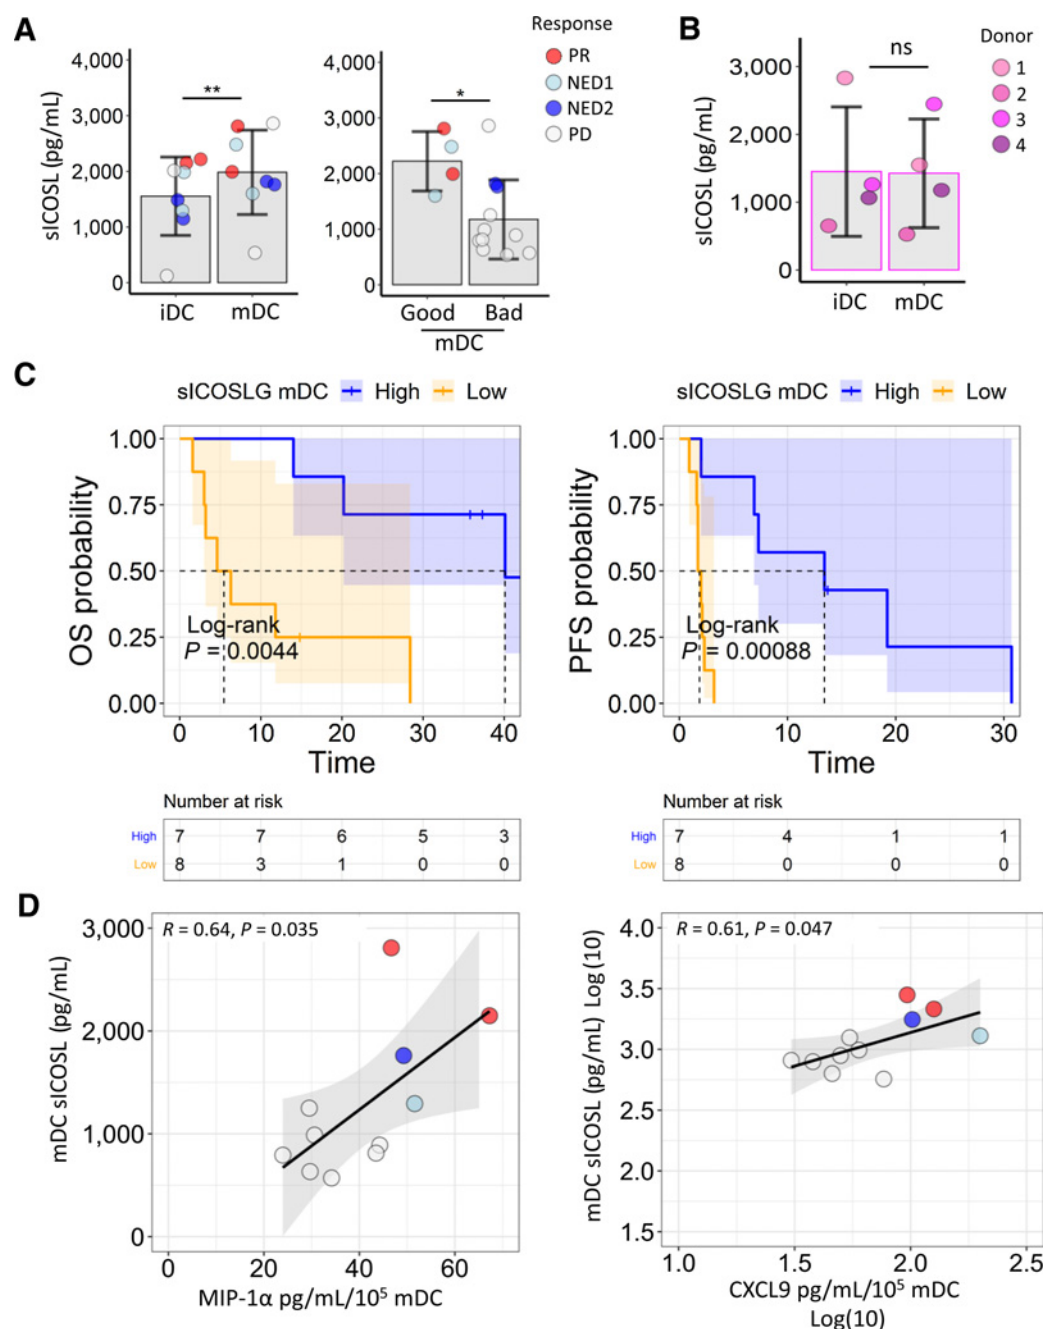 A
sICOSL (pg/mL)
4,000
3,000
2,000
1,000
0
**
iDC
mDC
4,000
3,000
2,000
1,000
0
*
Good
Bad
mDC
Response
PR
NED1
NED2
PD
B
sICOSL (pg/mL)
3,000
2,000
1,000
0
ns
iDC
mDC
Donor
1
2
3
4
C
sICOSLG mDC High Low
OS probability
1.00
0.75
0.50
0.25
0.00
Log-rank
P = 0.0044
0 10 20 30 40
Time
Number at risk
High 7 7 6 5 3
Low 8 3 1 0 0
sICOSLG mDC High Low
PFS probability
1.00
0.75
0.50
0.25
0.00
Log-rank
P = 0.00088
0 10 20 30
Time
Number at risk
High 7 4 1 1
Low 8 0 0 0
D
mDC sICOSL (pg/mL)
3,000
2,000
1,000
0
R = 0.64, P = 0.035
0 20 40 60
MIP-1α pg/mL/10⁵ mDC
mDC sICOSL (pg/mL) Log(10)
4.0
3.5
3.0
2.5
2.0
1.5
R = 0.61, P = 0.047
1.0 1.5 2.0 2.5
CXCL9 pg/mL/10⁵ mDC
Log(10)